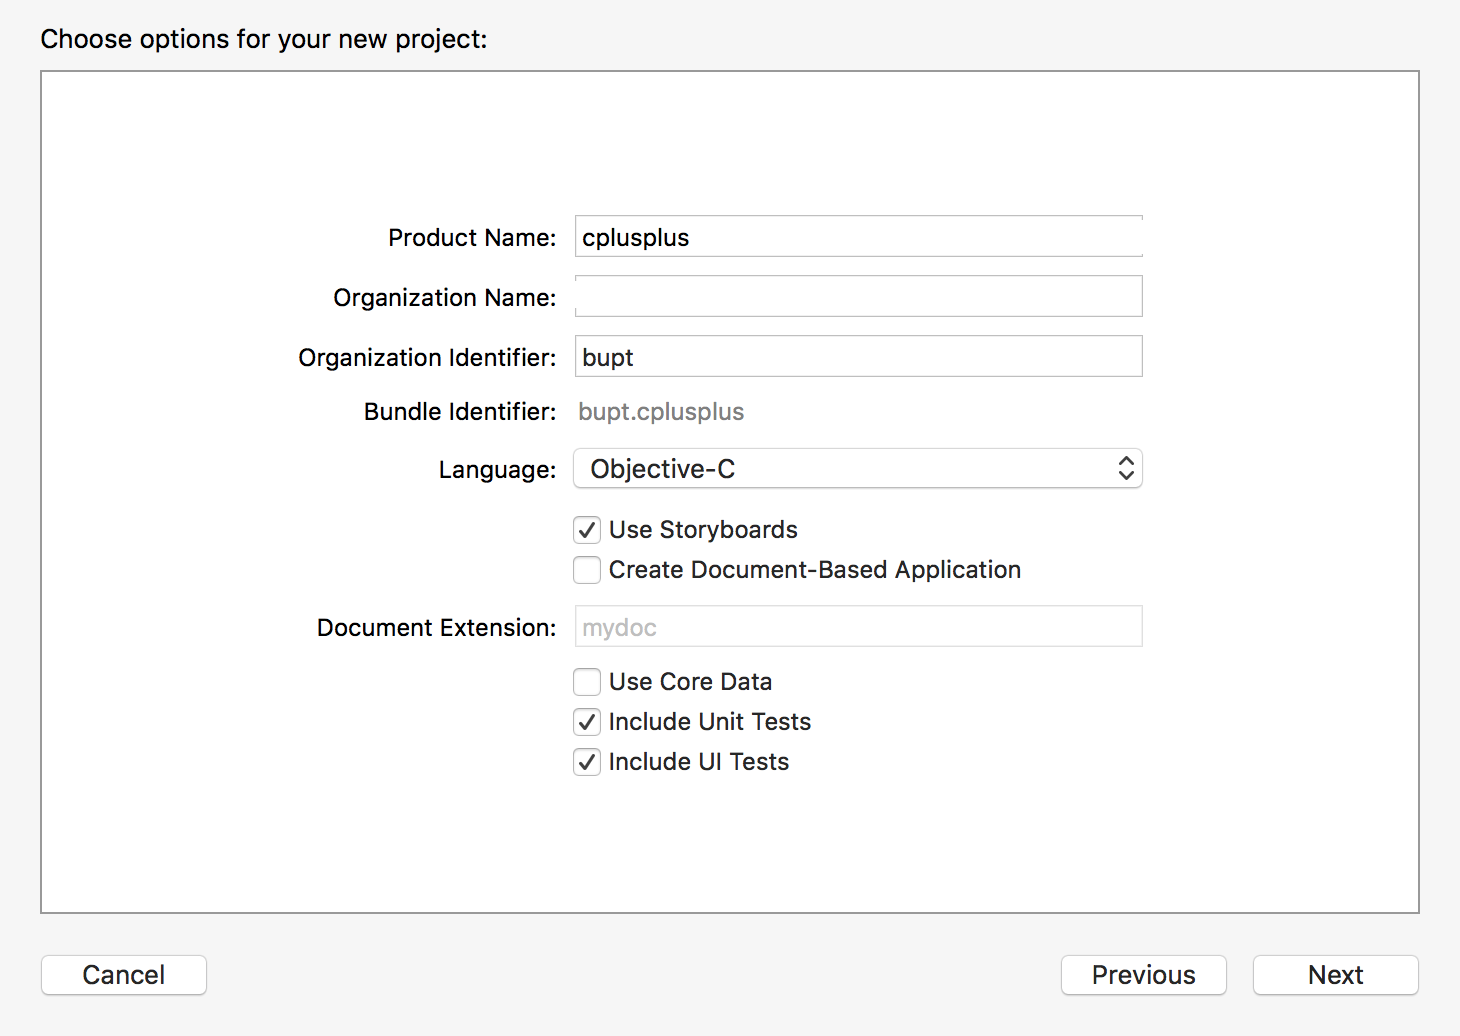 Choose options for your new project:
Product Name: cplusplus
Organization Name:
Organization Identifier: bupt
Bundle Identifier: bupt.cplusplus
Language: Objective-C
Use Storyboards
Create Document-Based Application
Document Extension: mydoc
Use Core Data
Include Unit Tests
Include UI Tests
Cancel Previous Next